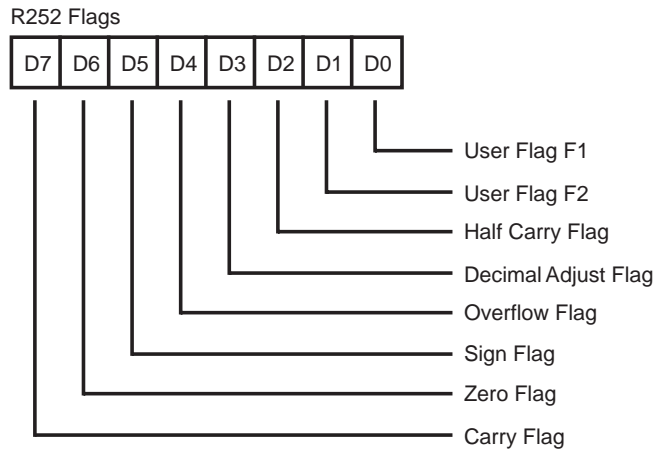 R252 Flags
D7 D6 D5 D4 D3 D2 D1 D0
User Flag F1
User Flag F2
Half Carry Flag
Decimal Adjust Flag
Overflow Flag
Sign Flag
Zero Flag
Carry Flag